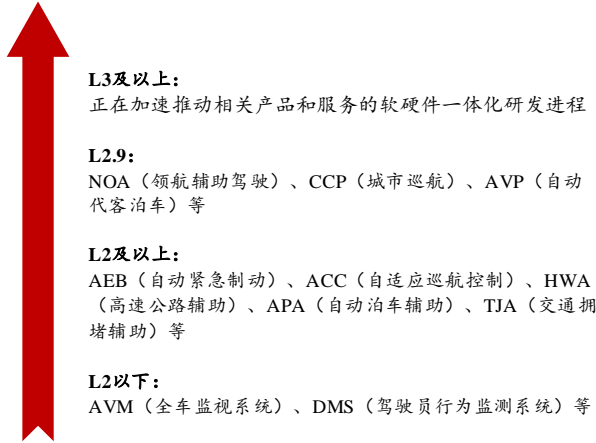 L3及以上：
正在加速推动相关产品和服务的软硬件一体化研发进程
L2.9：
NOA（领航辅助驾驶）、CCP（城市巡航）、AVP（自动
代客泊车）等
L2及以上：
AEB（自动紧急制动）、ACC（自适应巡航控制）、HWA
（高速公路辅助）、APA（自动泊车辅助）、TJA（交通拥
堵辅助）等
L2以下：
AVM（全车监视系统）、DMS（驾驶员行为监测系统）等